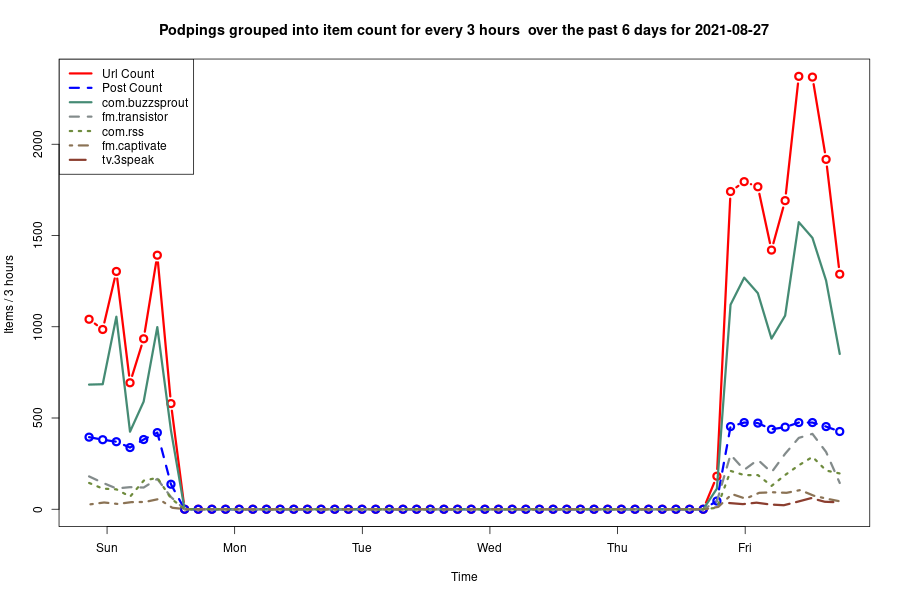 Podpings grouped into item count for every 3 hours  over the past 6 days for 2021-08-27
Url Count
Post Count
com.buzzsprout
fm.transistor
com.rss
fm.captivate
tv.3speak
Items / 3 hours
2000
1500
1000
500
0
Sun Mon Tue Wed Thu Fri
Time